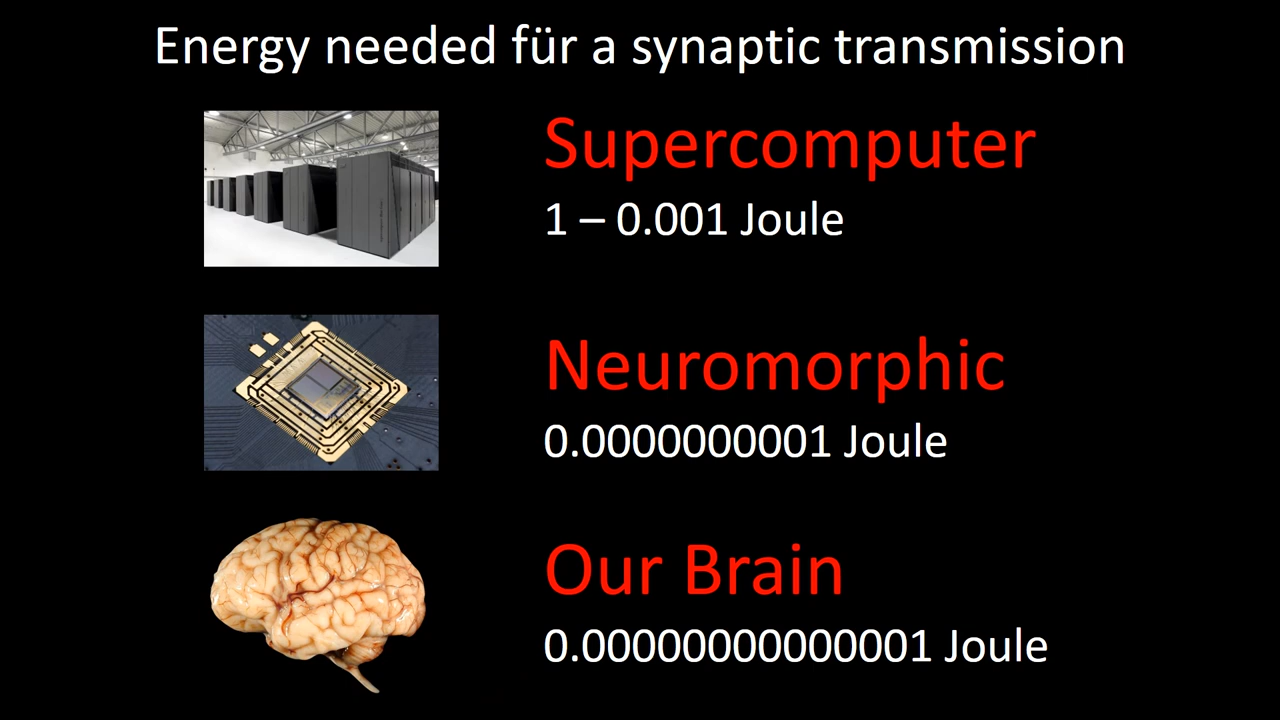 Energy needed für a synaptic transmission
Supercomputer
1 – 0.001 Joule
Neuromorphic
0.0000000001 Joule
Our Brain
0.00000000000001 Joule